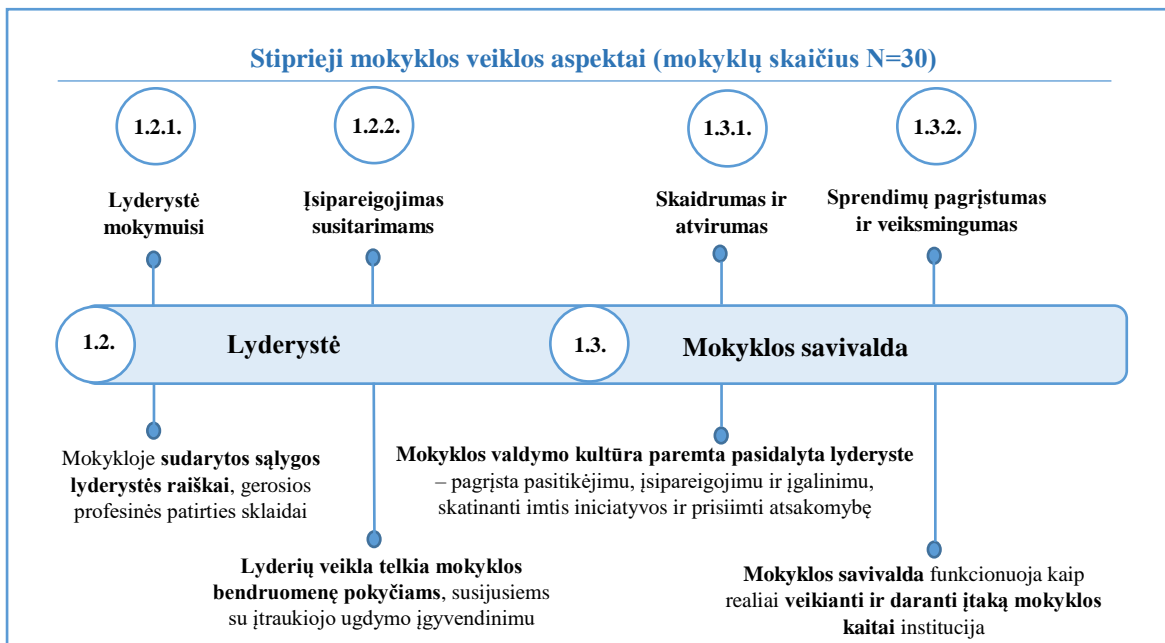 Stiprieji mokyklos veiklos aspektai (mokyklų skaičius N=30)
1.2.1.
1.2.2.
1.3.1.
1.3.2.
Lyderystė
mokymuisi
Įsipareigojimas
susitarimams
Skaidrumas ir
atvirumas
Sprendimų pagrįstumas
ir veiksmingumas
1.2.
Lyderystė
1.3.
Mokyklos savivalda
Mokykloje sudarytos sąlygos
lyderystės raiškai, gerosios
profesinės patirties sklaidai
Mokyklos valdymo kultūra paremta pasidalyta lyderyste
– pagrįsta pasitikėjimu, įsipareigojimu ir įgalinimu,
skatinanti imtis iniciatyvos ir prisiimti atsakomybę
Lyderių veikla telkia mokyklos
bendruomenę pokyčiams, susijusiems
su įtraukiojo ugdymo įgyvendinimu
Mokyklos savivalda funkcionuoja kaip
realiai veikianti ir daranti įtaką mokyklos
kaitai institucija